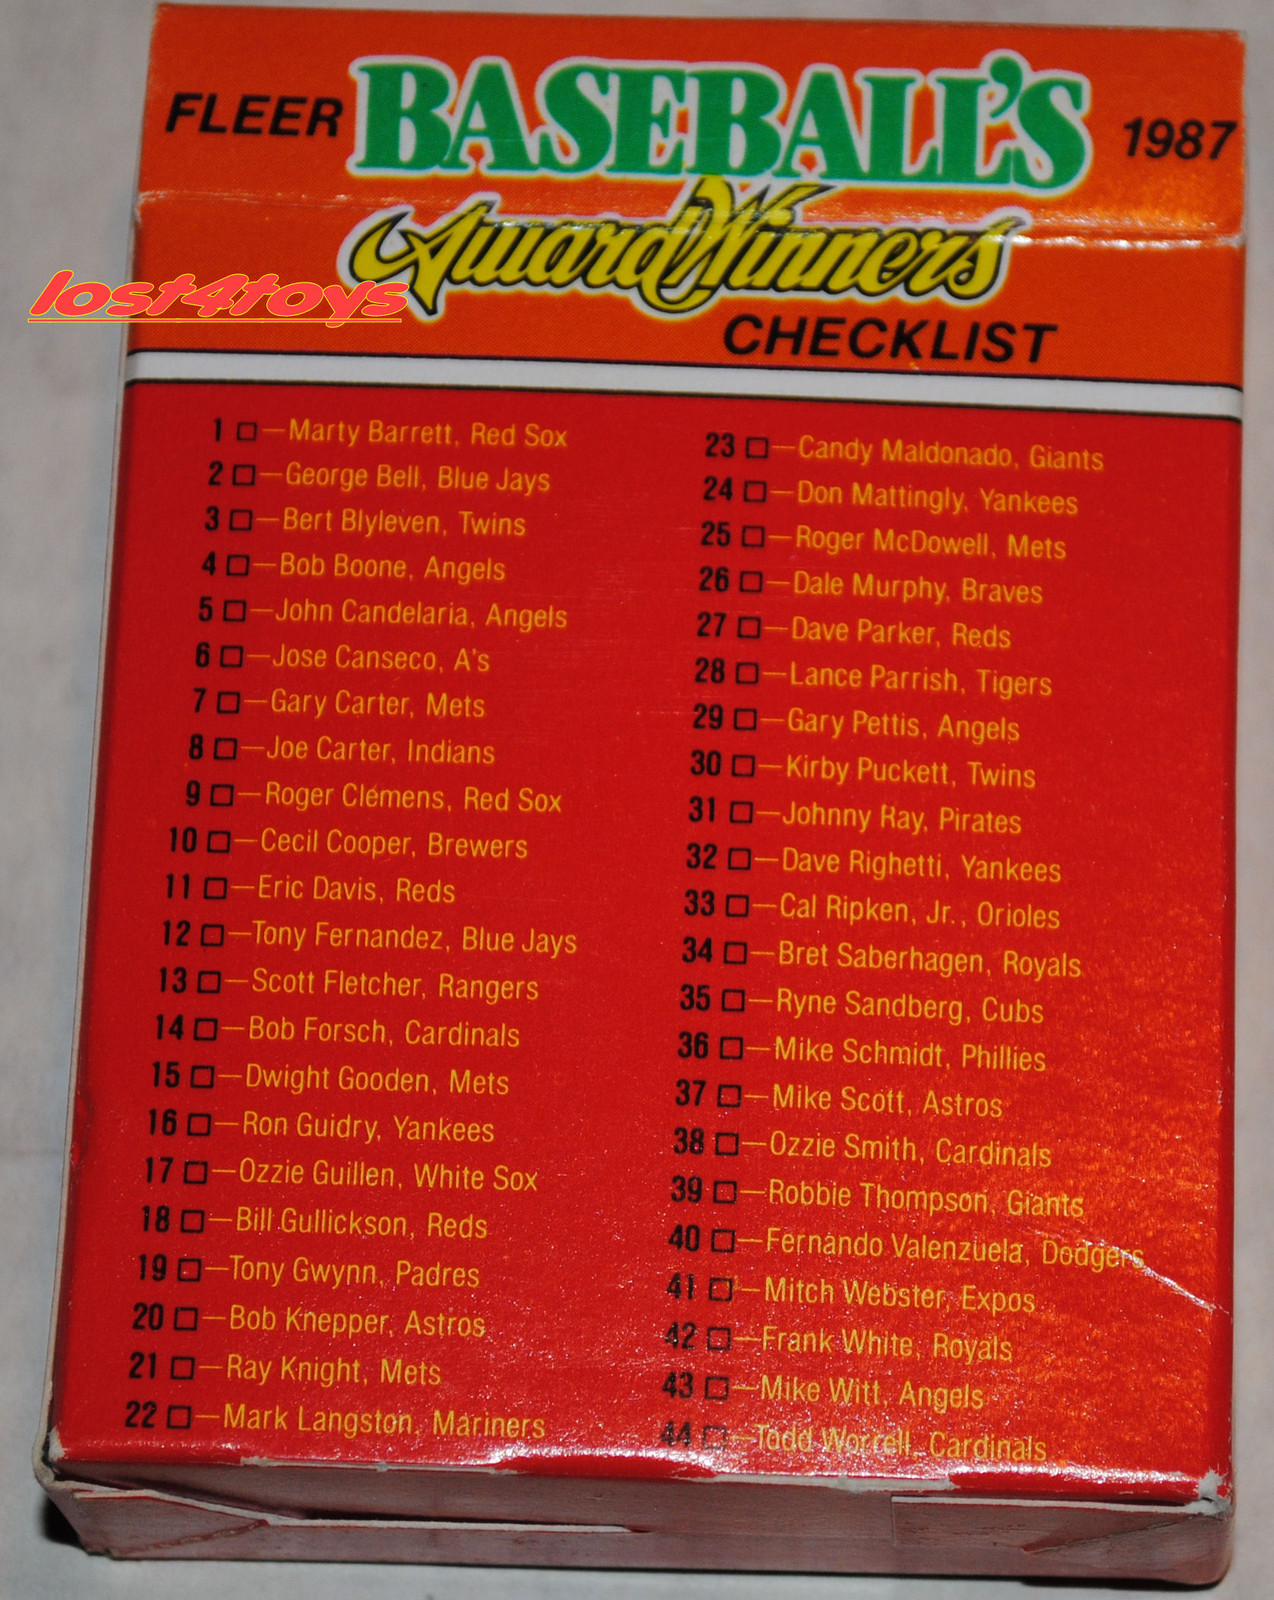 FLEER BASEBALL'S 1987
Award Winners
lost4toys
CHECKLIST
1 ☐—Marty Barrett, Red Sox
2 ☐—George Bell, Blue Jays
3 ☐—Bert Blyleven, Twins
4 ☐—Bob Boone, Angels
5 ☐—John Candelaria, Angels
6 ☐—Jose Canseco, A's
7 ☐—Gary Carter, Mets
8 ☐—Joe Carter, Indians
9 ☐—Roger Clemens, Red Sox
10 ☐—Cecil Cooper, Brewers
11 ☐—Eric Davis, Reds
12 ☐—Tony Fernandez, Blue Jays
13 ☐—Scott Fletcher, Rangers
14 ☐—Bob Forsch, Cardinals
15 ☐—Dwight Gooden, Mets
16 ☐—Ron Guidry, Yankees
17 ☐—Ozzie Guillen, White Sox
18 ☐—Bill Gullickson, Reds
19 ☐—Tony Gwynn, Padres
20 ☐—Bob Knepper, Astros
21 ☐—Ray Knight, Mets
22 ☐—Mark Langston, Mariners
23 ☐—Candy Maldonado, Giants
24 ☐—Don Mattingly, Yankees
25 ☐—Roger McDowell, Mets
26 ☐—Dale Murphy, Braves
27 ☐—Dave Parker, Reds
28 ☐—Lance Parrish, Tigers
29 ☐—Gary Pettis, Angels
30 ☐—Kirby Puckett, Twins
31 ☐—Johnny Ray, Pirates
32 ☐—Dave Righetti, Yankees
33 ☐—Cal Ripken, Jr., Orioles
34 ☐—Bret Saberhagen, Royals
35 ☐—Ryne Sandberg, Cubs
36 ☐—Mike Schmidt, Phillies
37 ☐—Mike Scott, Astros
38 ☐—Ozzie Smith, Cardinals
39 ☐—Robbie Thompson, Giants
40 ☐—Fernando Valenzuela, Dodgers
41 ☐—Mitch Webster, Expos
42 ☐—Frank White, Royals
43 ☐—Mike Witt, Angels
44 ☐—Todd Worrell, Cardinals